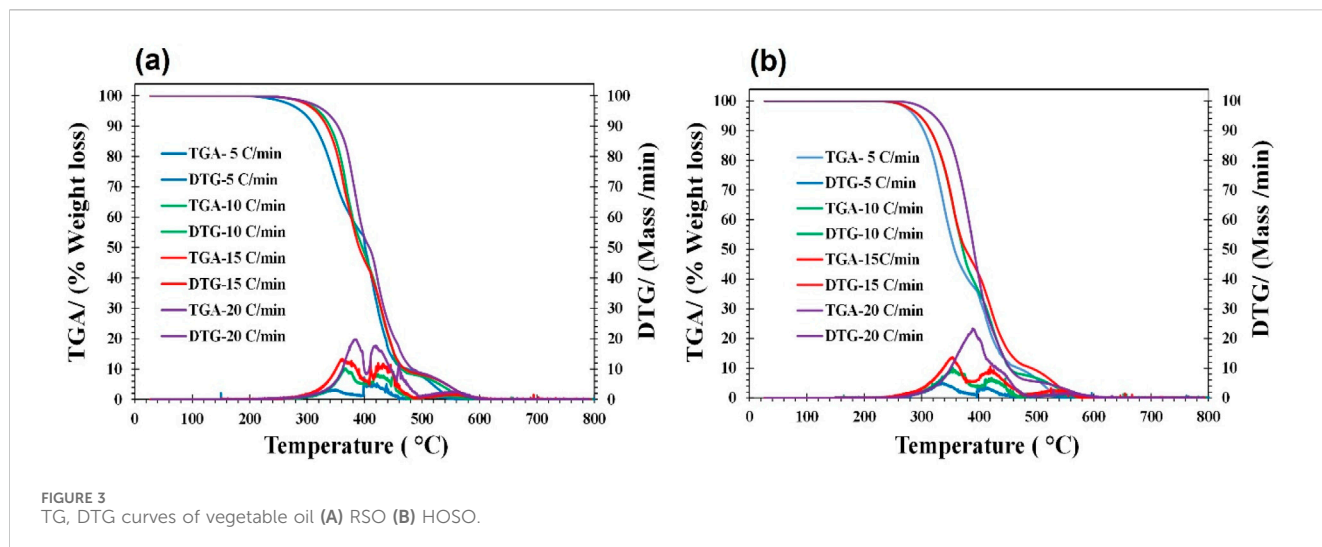 (a)
TGA/ (% Weight loss)
100
90
80
70
60
50
40
30
20
10
0
TGA- 5 C/min
DTG-5 C/min
TGA-10 C/min
DTG-10 C/min
TGA-15 C/min
DTG-15 C/min
TGA-20 C/min
DTG-20 C/min
100
90
80
70
60
50
40
30
20
10
0
DTG/ (Mass /min)
0 100 200 300 400 500 600 700 800
Temperature ( °C)
(b)
TGA/ (% Weight loss)
100
90
80
70
60
50
40
30
20
10
0
TGA- 5 C/min
DTG-5 C/min
TGA-10 C/min
DTG-10 C/min
TGA-15C/min
DTG-15 C/min
TGA-20 C/min
DTG-20 C/min
100
90
80
70
60
50
40
30
20
10
0
DTG/ (Mass /min)
0 100 200 300 400 500 600 700 800
Temperature ( °C)
FIGURE 3
TG, DTG curves of vegetable oil (A) RSO (B) HOSO.